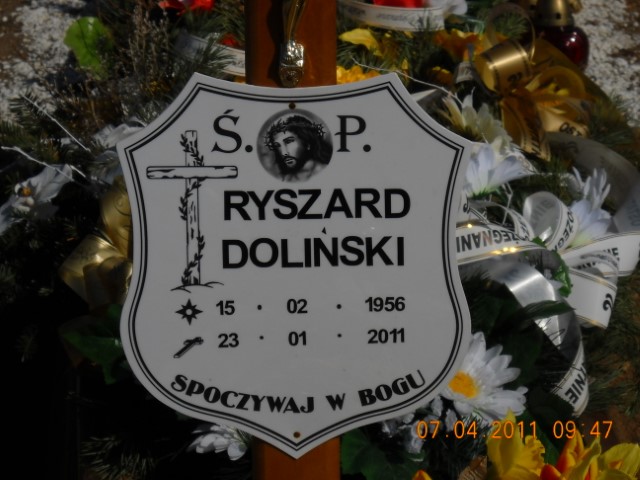 Ś. P.
RYSZARD
DOLIŃSKI
15 · 02 · 1956
23 · 01 · 2011
SPOCZYWAJ W BOGU
07.04.2011 09:47